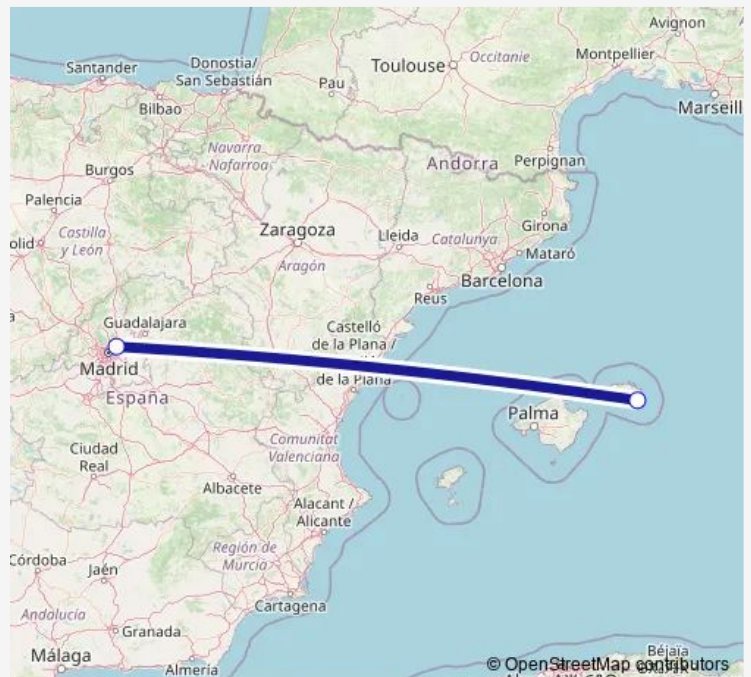 Avignon
Donostia/
San Sebastián
Santander
Toulouse
Occitanie
Montpellier
Pau
Bilbao
Marseill
Navarra
Nafarroa
Andorra
Perpignan
Burgos
Palencia
Castilla
y León
olid
Zaragoza
Lleida
Catalunya
Girona
Mataró
Aragón
Barcelona
Reus
a
Guadalajara
Castelló
de la Plana /
de la Plana
Madrid
España
Palma
Ciudad
Real
Comunitat
Valenciana
Albacete
Alacant /
Alicante
Región de
Murcia
Córdoba
Jaén
Cartagena
Andalucía
Granada
Málaga
Almería
Béjaïa
© OpenStreetMap contributors